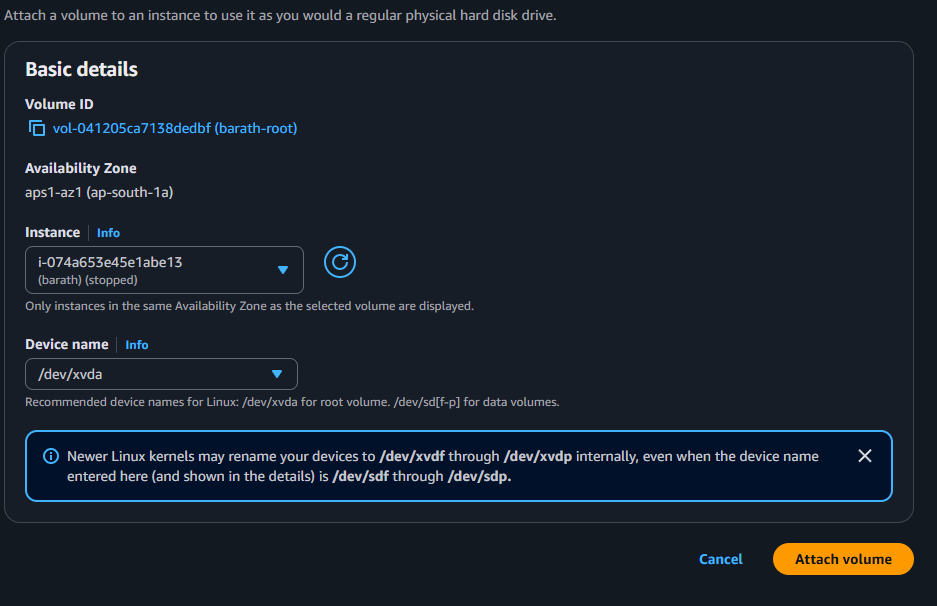 Attach a volume to an instance to use it as you would a regular physical hard disk drive.
Basic details
Volume ID
vol-041205ca7138dedbf (barath-root)
Availability Zone
aps1-az1 (ap-south-1a)
Instance Info
i-074a653e45e1abe13
(barath) (stopped)
Only instances in the same Availability Zone as the selected volume are displayed.
Device name Info
/dev/xvda
Recommended device names for Linux: /dev/xvda for root volume. /dev/sd[f-p] for data volumes.
Newer Linux kernels may rename your devices to /dev/xvdf through /dev/xvdp internally, even when the device name
entered here (and shown in the details) is /dev/sdf through /dev/sdp.
Cancel Attach volume